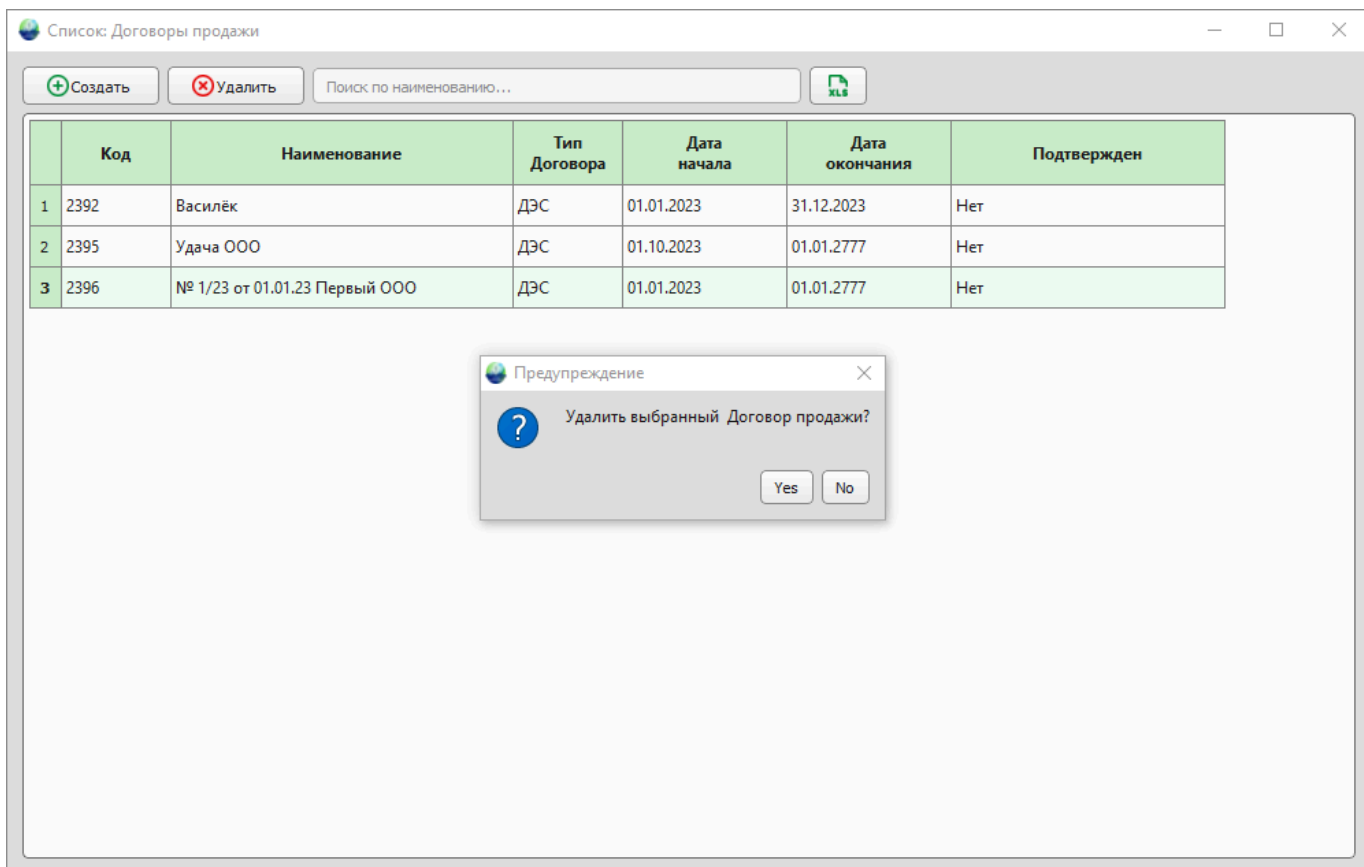 Список: Договоры продажи
Создать Удалить Поиск по наименованию... XLS
Код Наименование Тип Договора Дата начала Дата окончания Подтвержден
1 2392 Василёк ДЭС 01.01.2023 31.12.2023 Нет
2 2395 Удача ООО ДЭС 01.10.2023 01.01.2777 Нет
3 2396 № 1/23 от 01.01.23 Первый ООО ДЭС 01.01.2023 01.01.2777 Нет
Предупреждение
Удалить выбранный Договор продажи?
Yes No